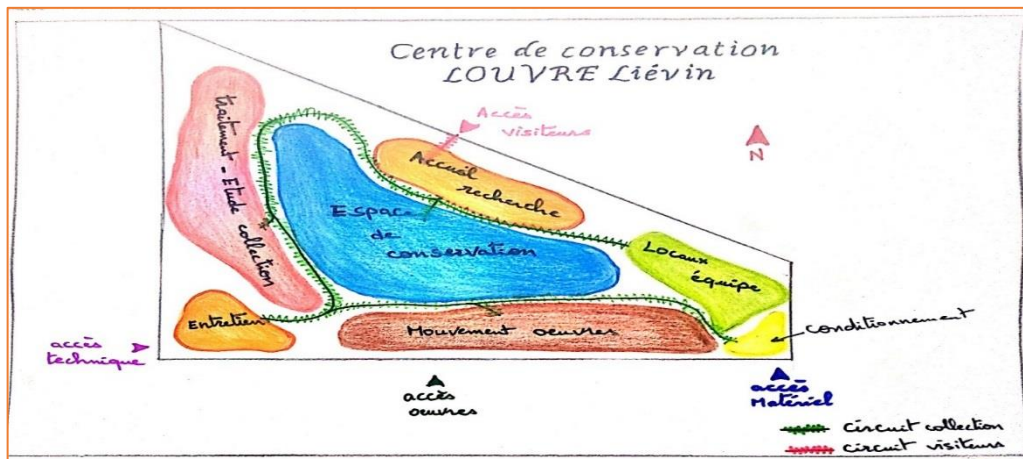 Centre de conservation
LOUVRE Liévin
Accès
visiteurs
N
traitement - Etude collection
Accueil
recherche
Espace
de
conservation
Locaux
équipe
Entretien
Mouvement oeuvres
conditionnement
accès
technique
accès
oeuvres
accès
Matériel
circuit collection
circuit visiteurs